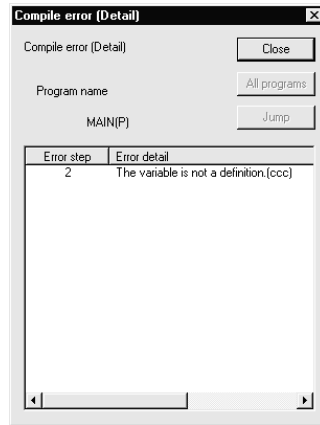 Compile error (Detail)
Compile error (Detail)
Close
All programs
Program name
MAIN(P)
Jump
Error step Error detail
2 The variable is not a definition.(ccc)